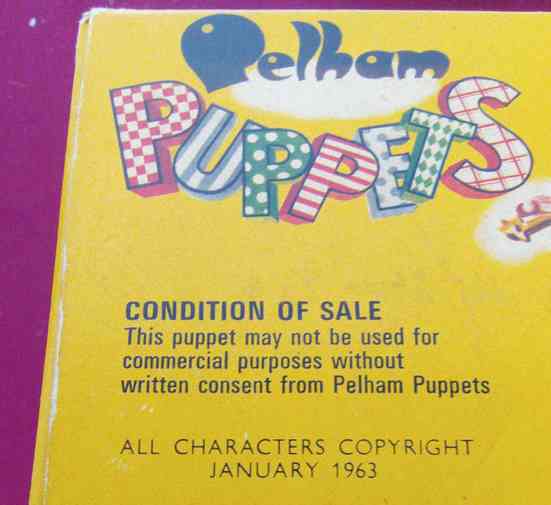 Pelham
PUPPETS
CONDITION OF SALE
This puppet may not be used for
commercial purposes without
written consent from Pelham Puppets
ALL CHARACTERS COPYRIGHT
JANUARY 1963